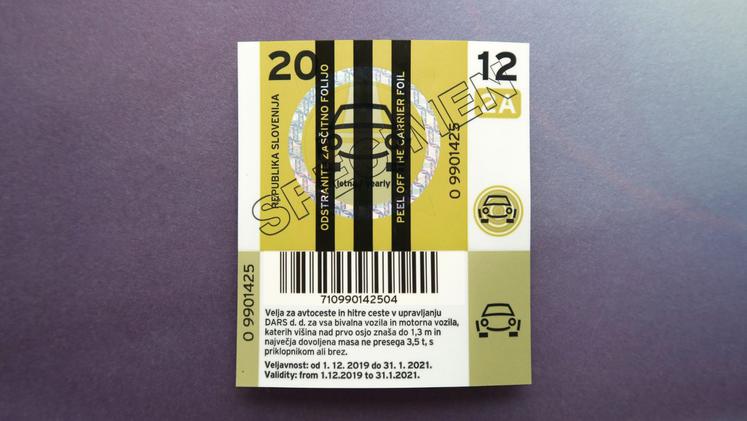 20 12
2A
REPUBLIKA SLOVENIJA
ODSTRANITE ZAŠČITNO FOLIJO
PEEL OFF THE CARRIER FOIL
SPECIMEN
letna / yearly
0 9901425
0 9901425
710990142504
Velja za avtoceste in hitre ceste v upravljanju
DARS d. d. za vsa bivalna vozila in motorna vozila,
katerih višina nad prvo osjo znaša do 1,3 m in
največja dovoljena masa ne presega 3,5 t, s
priklopnikom ali brez.
Veljavnost: od 1. 12. 2019 do 31. 1. 2021.
Validity: from 1.12.2019 to 31.1.2021.